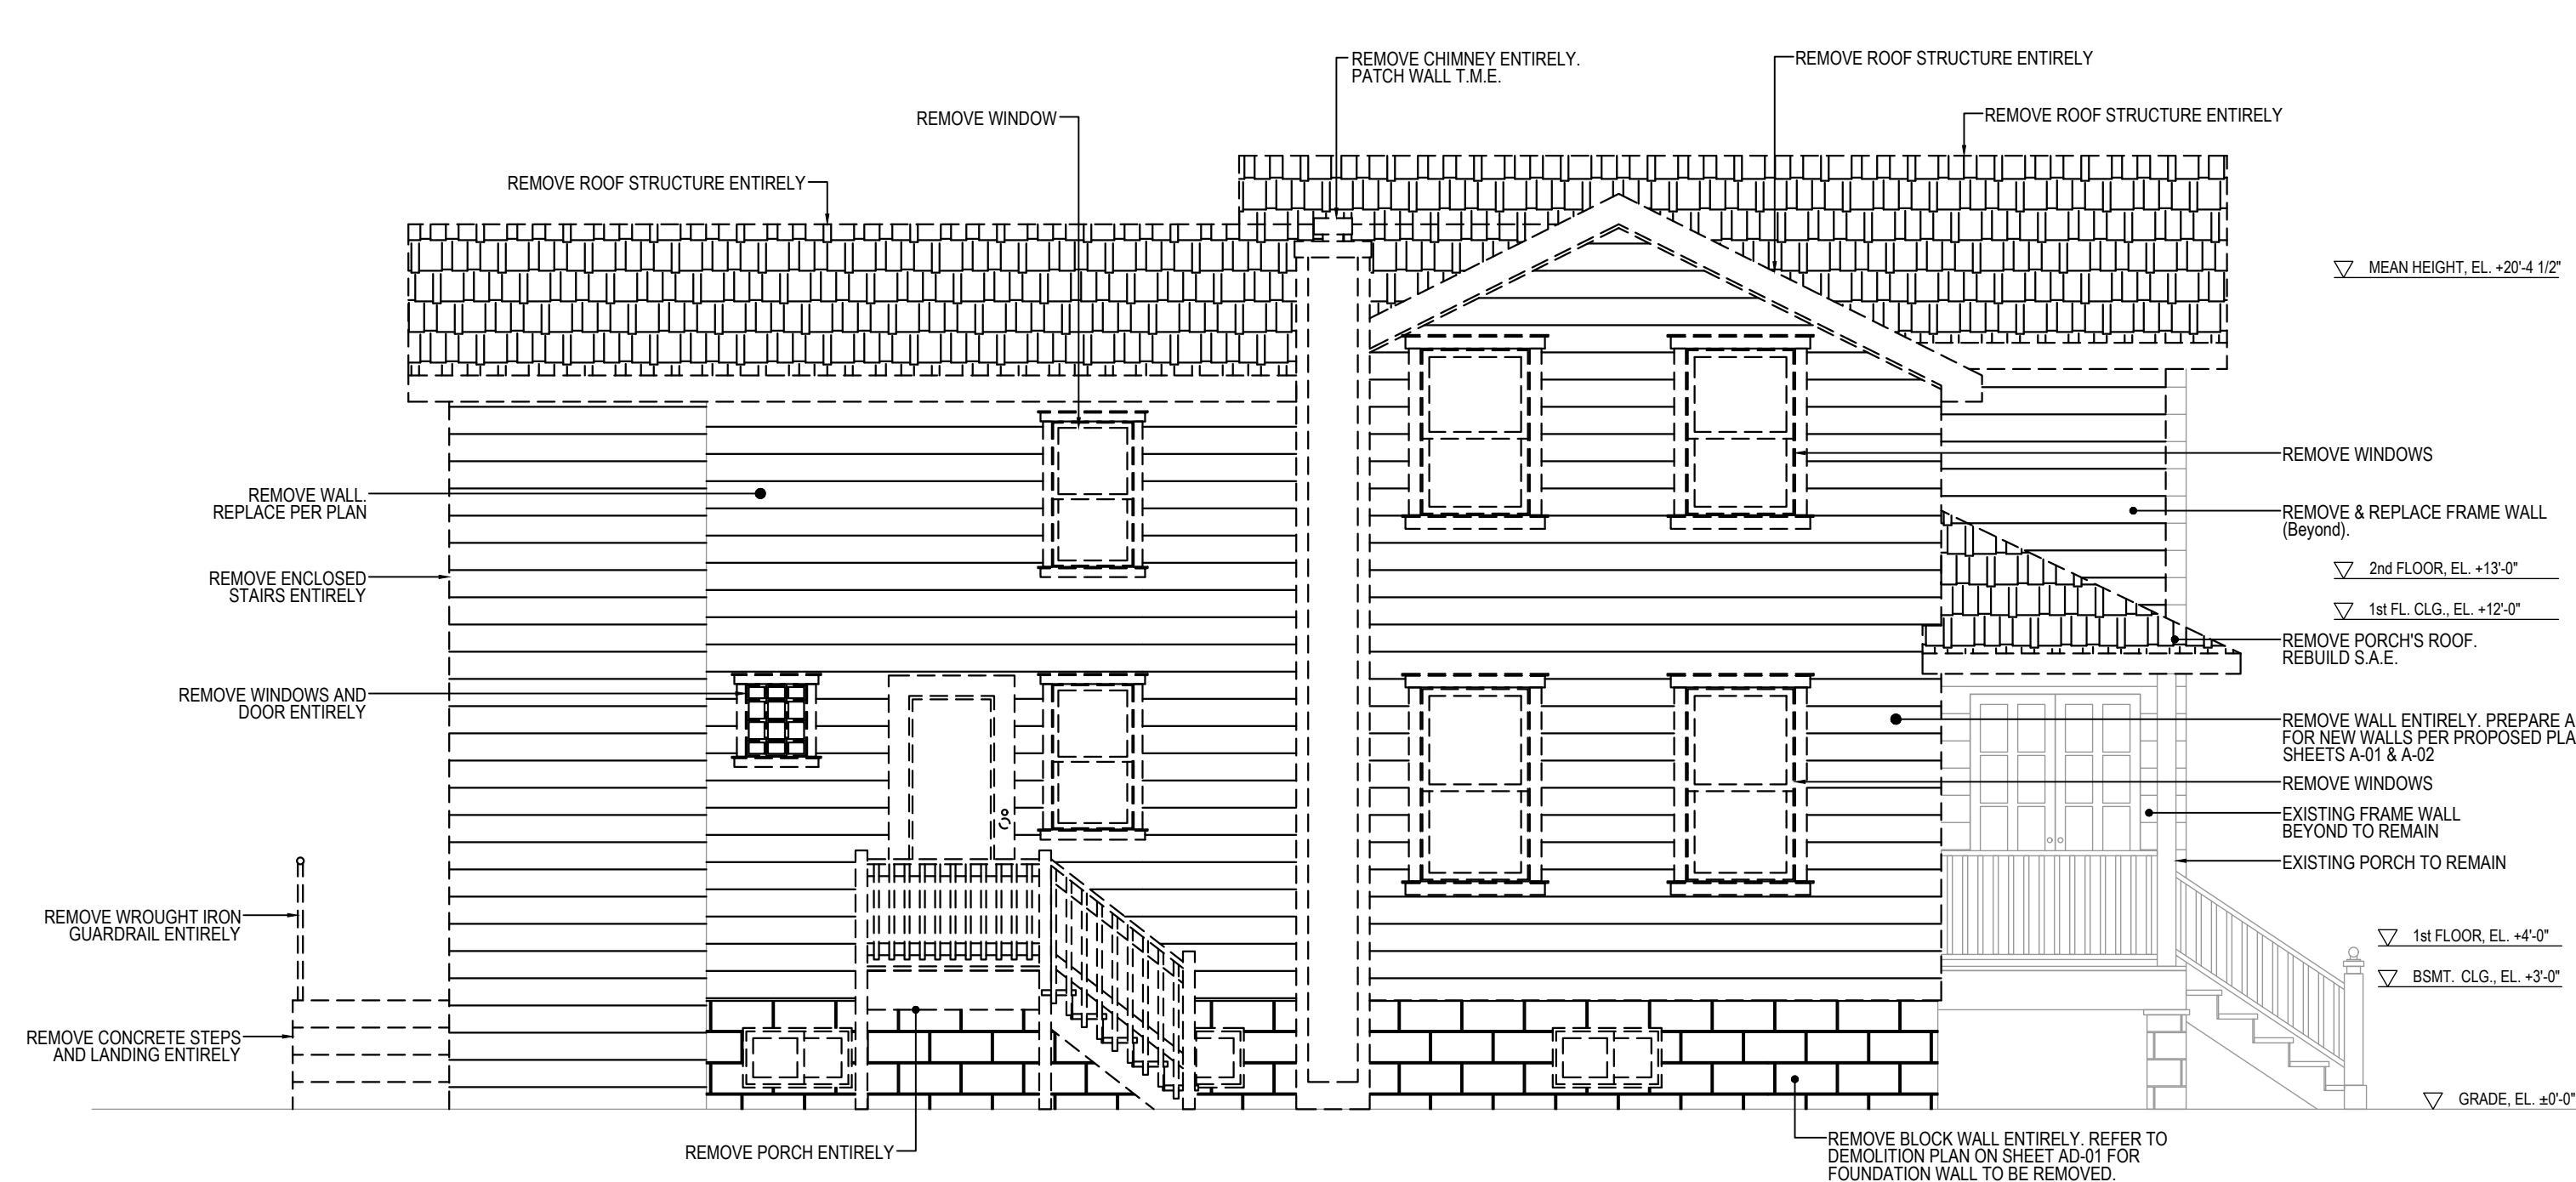 REMOVE CHIMNEY ENTIRELY.
PATCH WALL T.M.E.
REMOVE ROOF STRUCTURE ENTIRELY
REMOVE WINDOW
REMOVE ROOF STRUCTURE ENTIRELY
REMOVE ROOF STRUCTURE ENTIRELY
MEAN HEIGHT, EL. +20'-4 1/2"
REMOVE WINDOWS
REMOVE WALL.
REPLACE PER PLAN
REMOVE & REPLACE FRAME WALL
(Beyond).
REMOVE ENCLOSED
STAIRS ENTIRELY
2nd FLOOR, EL. +13'-0"
1st FL. CLG., EL. +12'-0"
REMOVE PORCH'S ROOF.
REBUILD S.A.E.
REMOVE WINDOWS AND
DOOR ENTIRELY
REMOVE WALL ENTIRELY. PREPARE A
FOR NEW WALLS PER PROPOSED PLA
SHEETS A-01 & A-02
REMOVE WINDOWS
EXISTING FRAME WALL
BEYOND TO REMAIN
EXISTING PORCH TO REMAIN
REMOVE WROUGHT IRON
GUARDRAIL ENTIRELY
1st FLOOR, EL. +4'-0"
BSMT. CLG., EL. +3'-0"
REMOVE CONCRETE STEPS
AND LANDING ENTIRELY
GRADE, EL. ±0'-0"
REMOVE PORCH ENTIRELY
REMOVE BLOCK WALL ENTIRELY. REFER TO
DEMOLITION PLAN ON SHEET AD-01 FOR
FOUNDATION WALL TO BE REMOVED.